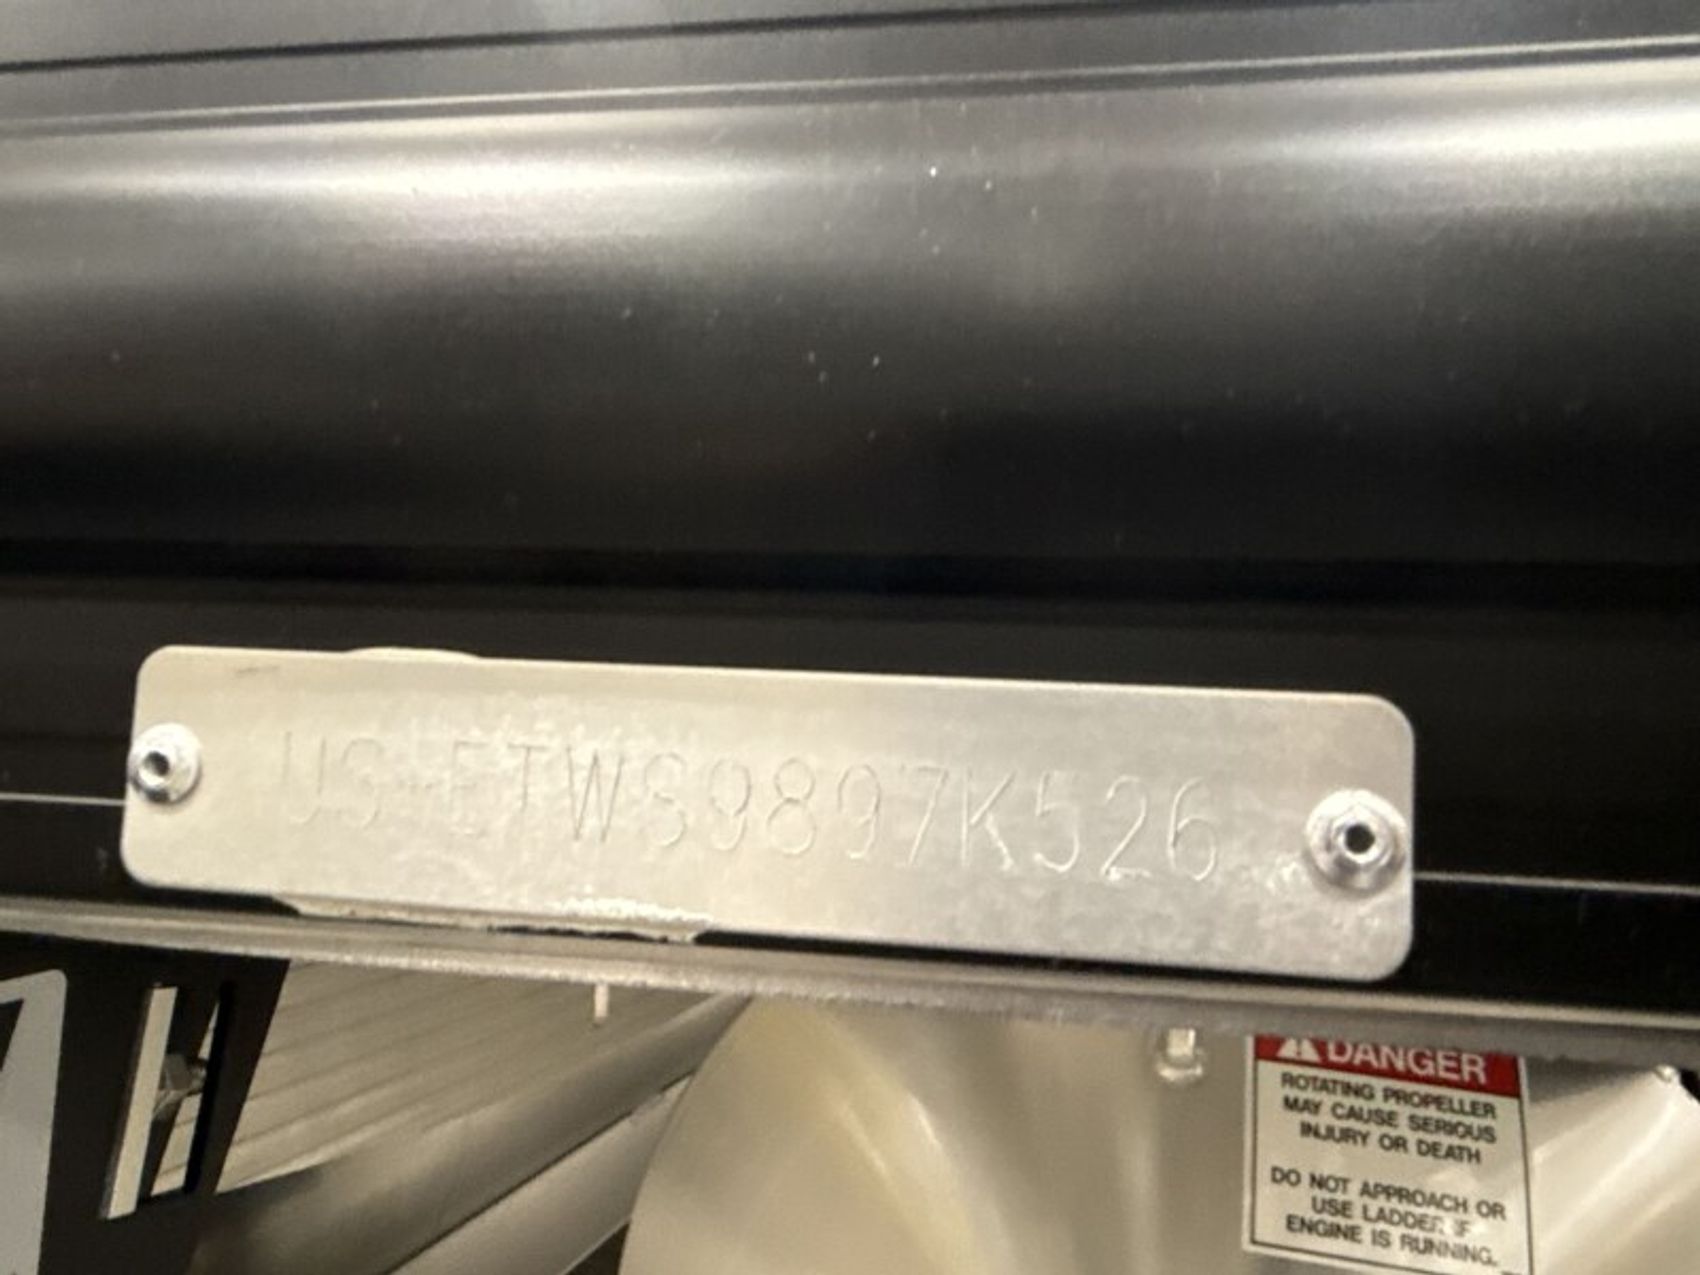 US-ETWS9897K526
DANGER
ROTATING PROPELLER
MAY CAUSE SERIOUS
INJURY OR DEATH
DO NOT APPROACH OR
USE LADDER IF
ENGINE IS RUNNING.